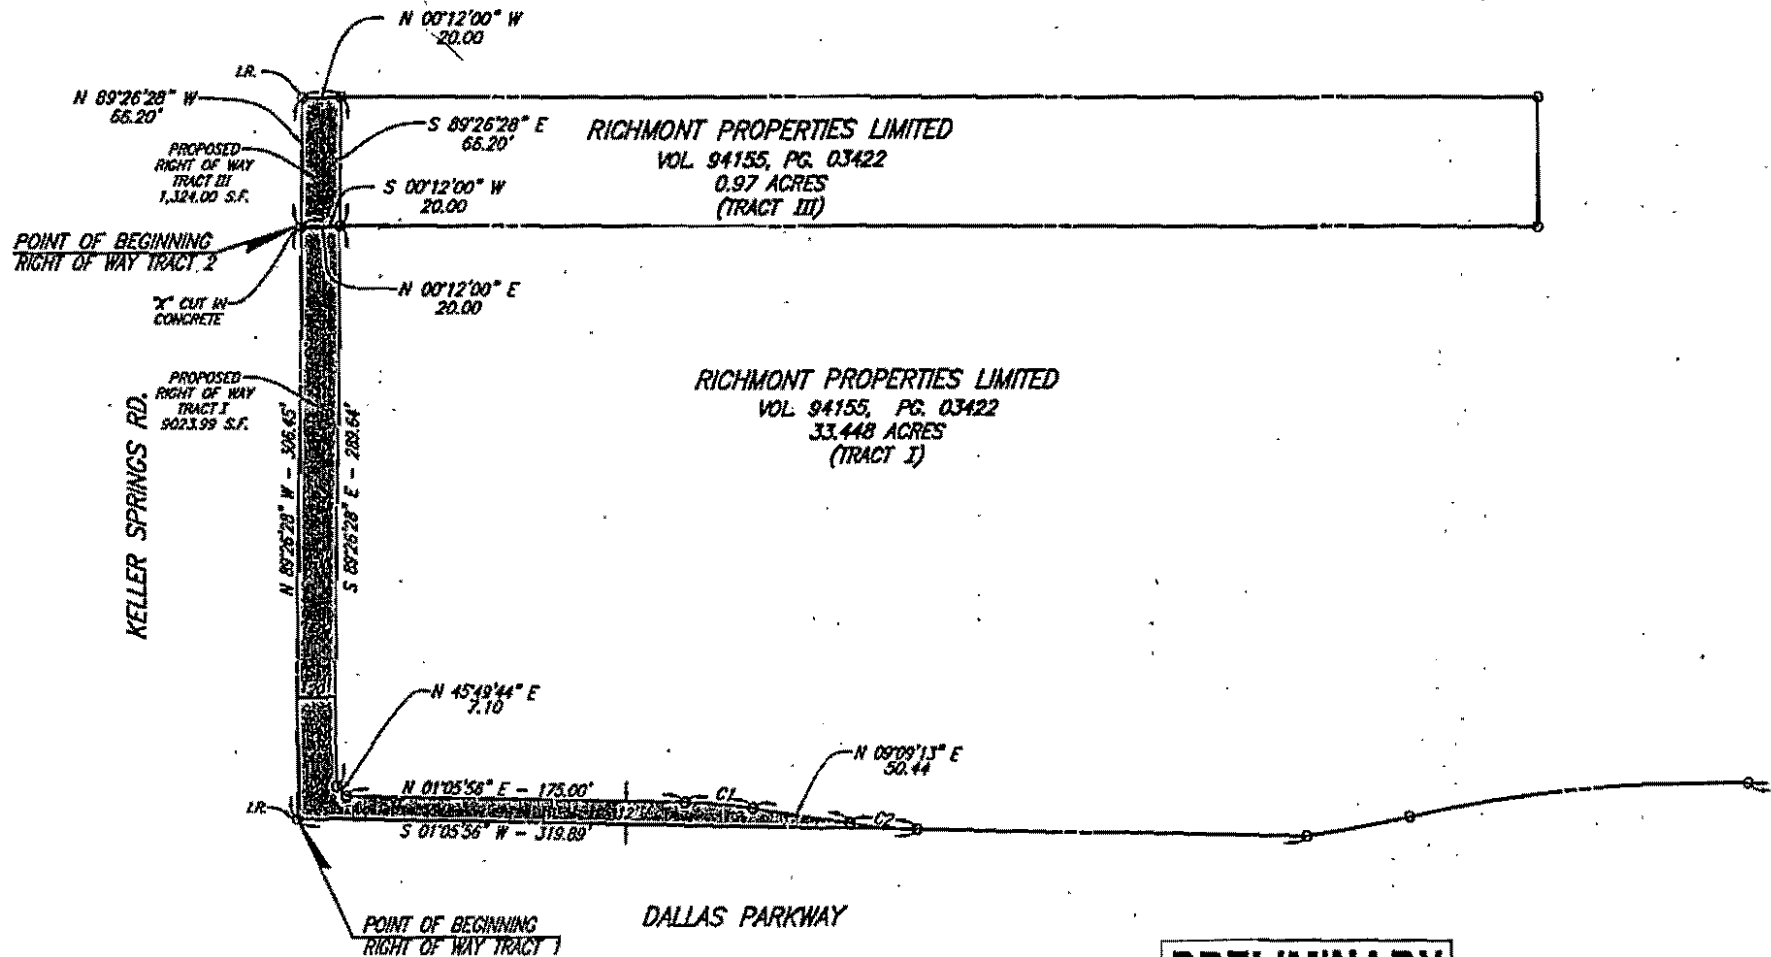 N 00°12'00" W
20.00
I.R.
N 89°26'28" W
66.20'
S 89°26'28" E
66.20'
PROPOSED
RIGHT OF WAY
TRACT III
1,324.00 S.F.
S 00°12'00" W
20.00
RICHMONT PROPERTIES LIMITED
VOL. 94155, PG. 03422
0.97 ACRES
(TRACT III)
POINT OF BEGINNING
RIGHT OF WAY TRACT 2
"X" CUT IN
CONCRETE
N 00°12'00" E
20.00
PROPOSED
RIGHT OF WAY
TRACT I
9023.99 S.F.
RICHMONT PROPERTIES LIMITED
VOL. 94155, PG. 03422
33.448 ACRES
(TRACT I)
KELLER SPRINGS RD.
N 89°26'28" W - 306.45'
S 89°26'28" E - 289.64'
20'
N 45°49'44" E
7.10
N 09°09'13" E
50.44
N 01°05'56" E - 175.00'
C1
12'
C2
I.R.
S 01°05'56" W - 319.89'
POINT OF BEGINNING
RIGHT OF WAY TRACT 1
DALLAS PARKWAY
PRELIMINARY